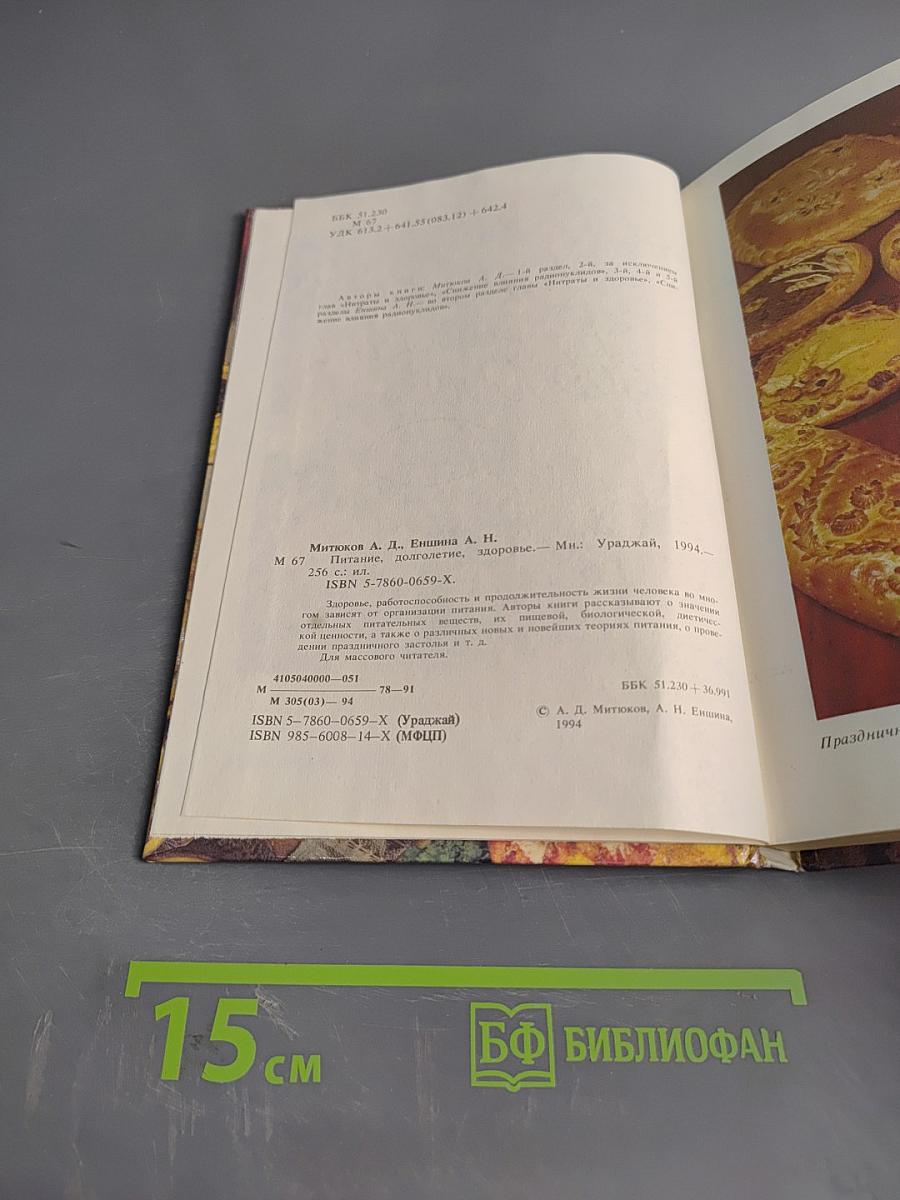 ББК 51.230
М 67
УДК 613.2+641.55(083.12)+642.4
Авторы книги: Митюков А. Д.— 1-й раздел, 2-й, за исключением
глав «Нитраты и здоровье», «Снижение влияния радионуклидов», 3-й, 4-й и 5-й
разделы Еншина А. Н.— во втором разделе главы «Нитраты и здоровье», «Сни-
жение влияния радионуклидов».
Митюков А. Д., Еншина А. Н.
М 67 Питание, долголетие, здоровье.— Мн.: Ураджай, 1994.—
256 с.: ил.
ISBN 5-7860-0659-X.
Здоровье, работоспособность и продолжительность жизни человека во мно-
гом зависят от организации питания. Авторы книги рассказывают о значении
отдельных питательных веществ, их пищевой, биологической, диетичес-
кой ценности, а также о различных новых и новейших теориях питания, о прове-
дении праздничного застолья и т. д.
Для массового читателя.
4105040000—051
М ———— 78—91
М 305(03)— 94
ББК 51.230+36.991
ISBN 5–7860–0659–X (Ураджай)
ISBN 985–6008–14–X (МФЦП)
© А. Д. Митюков, А. Н. Еншина,
1994
Празднич
15 см
БФ БИБЛИОФАН